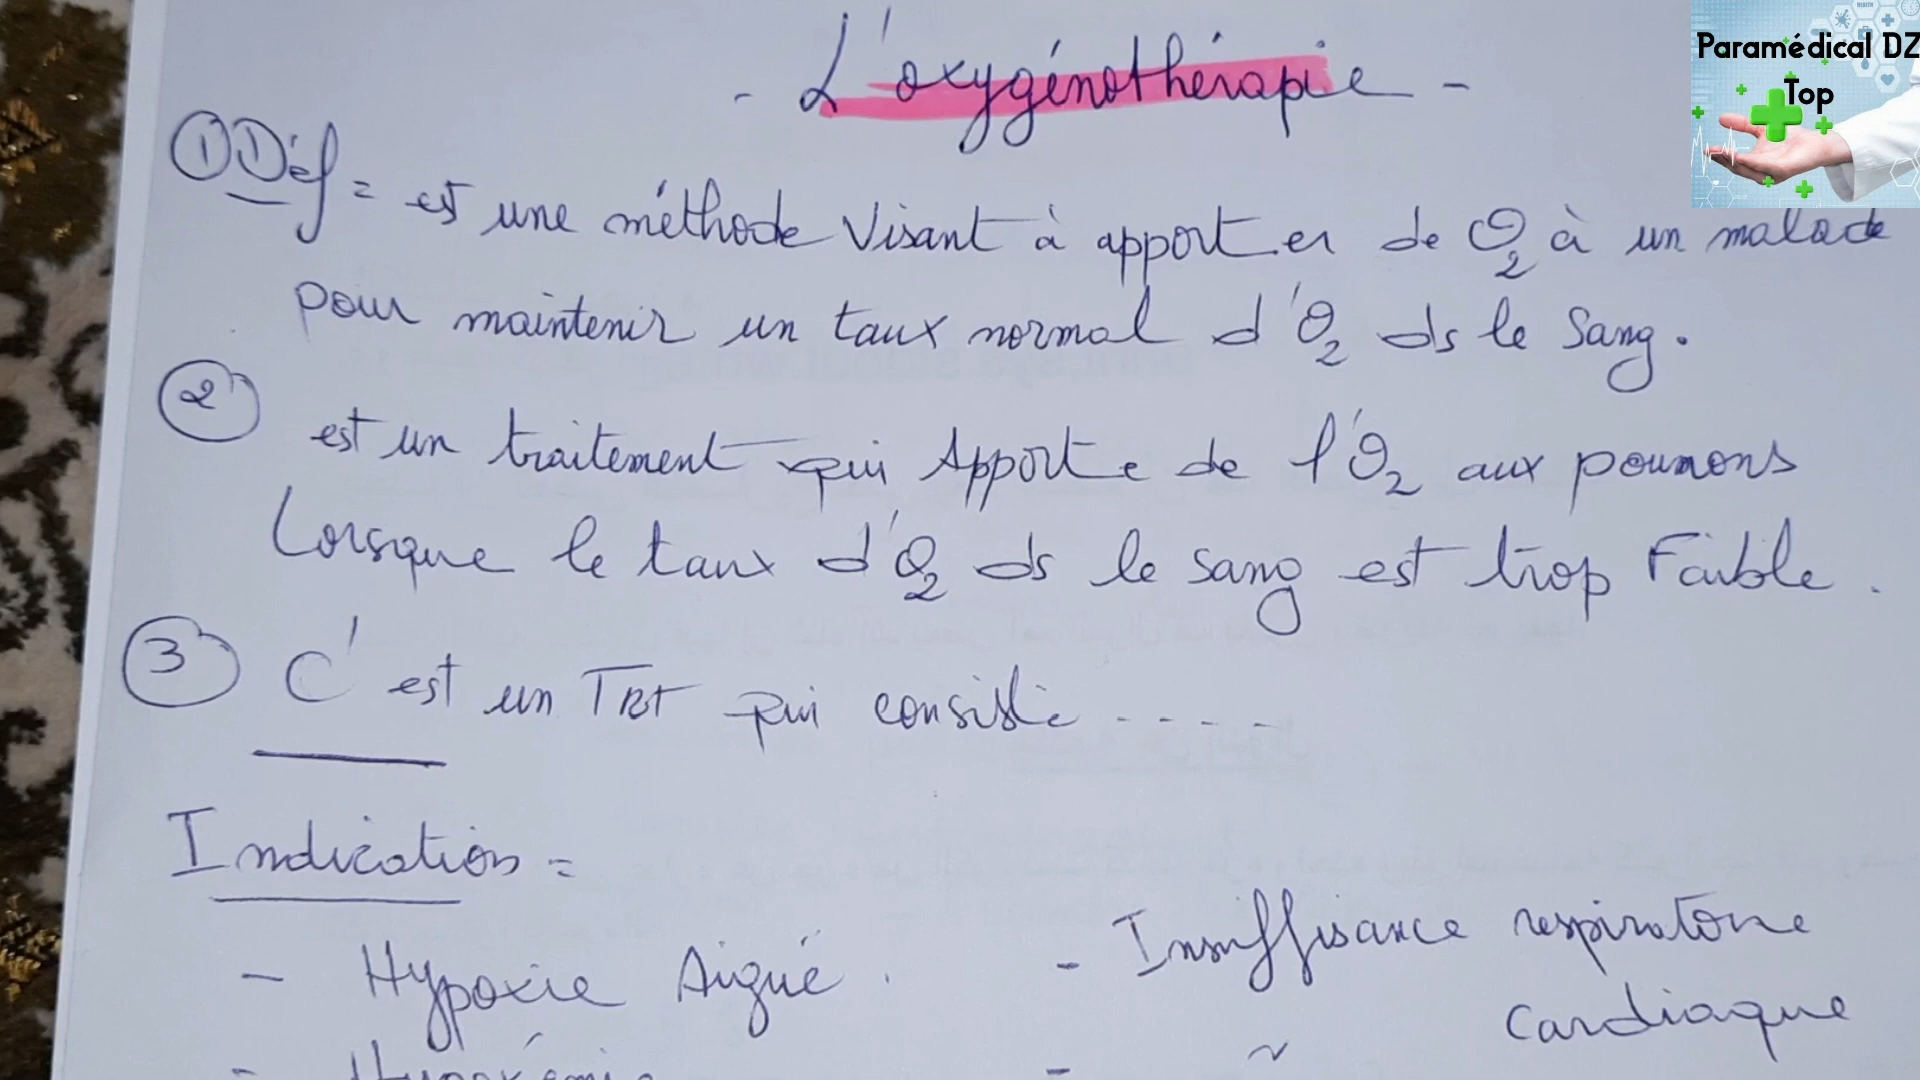 - L'oxygénothérapie -
Paramédical DZ
Top
① Déf = est une méthode visant à apporter de O2 à un malade
pour maintenir un taux normal d'O2 ds le Sang.
② est un traitement qui Apporte de l'O2 aux poumons
Lorsque le taux d'O2 ds le sang est trop Faible.
③ C'est un TRT qui consiste - - - -
Indication =
- Hypoxie Aigué.
- Insuffisance respiratoire
- Hypoxémie
- ~ cardiaque